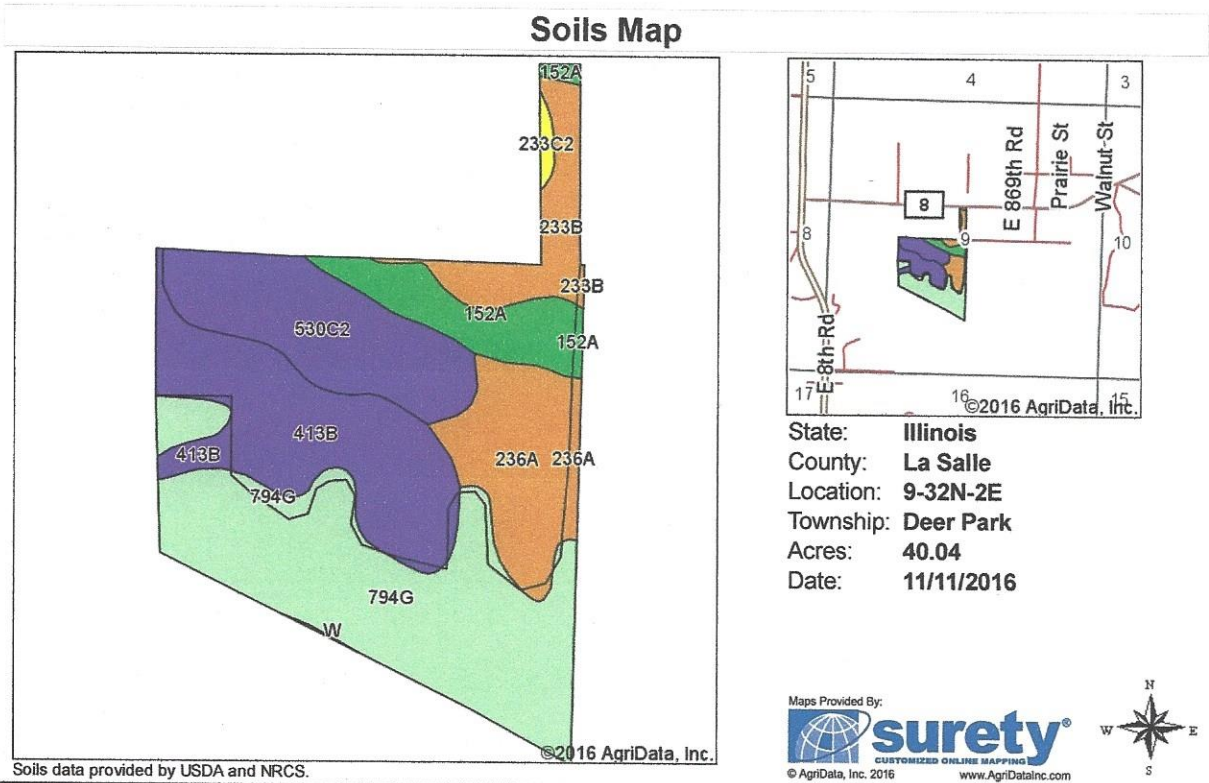 Soils Map
152A
233C2
233B
233B
152A
152A
530C2
413B
236A 236A
413B
794G
794G
W
©2016 AgriData, Inc.
Soils data provided by USDA and NRCS.
5
4
3
E 869th Rd
Prairie St
Walnut-St
8
8
9
10
E-8th-Rd
17
16
15
©2016 AgriData, Inc.
State: Illinois
County: La Salle
Location: 9-32N-2E
Township: Deer Park
Acres: 40.04
Date: 11/11/2016
Maps Provided By:
surety®
CUSTOMIZED ONLINE MAPPING
© AgriData, Inc. 2016 www.AgriDataInc.com
N
W E
S